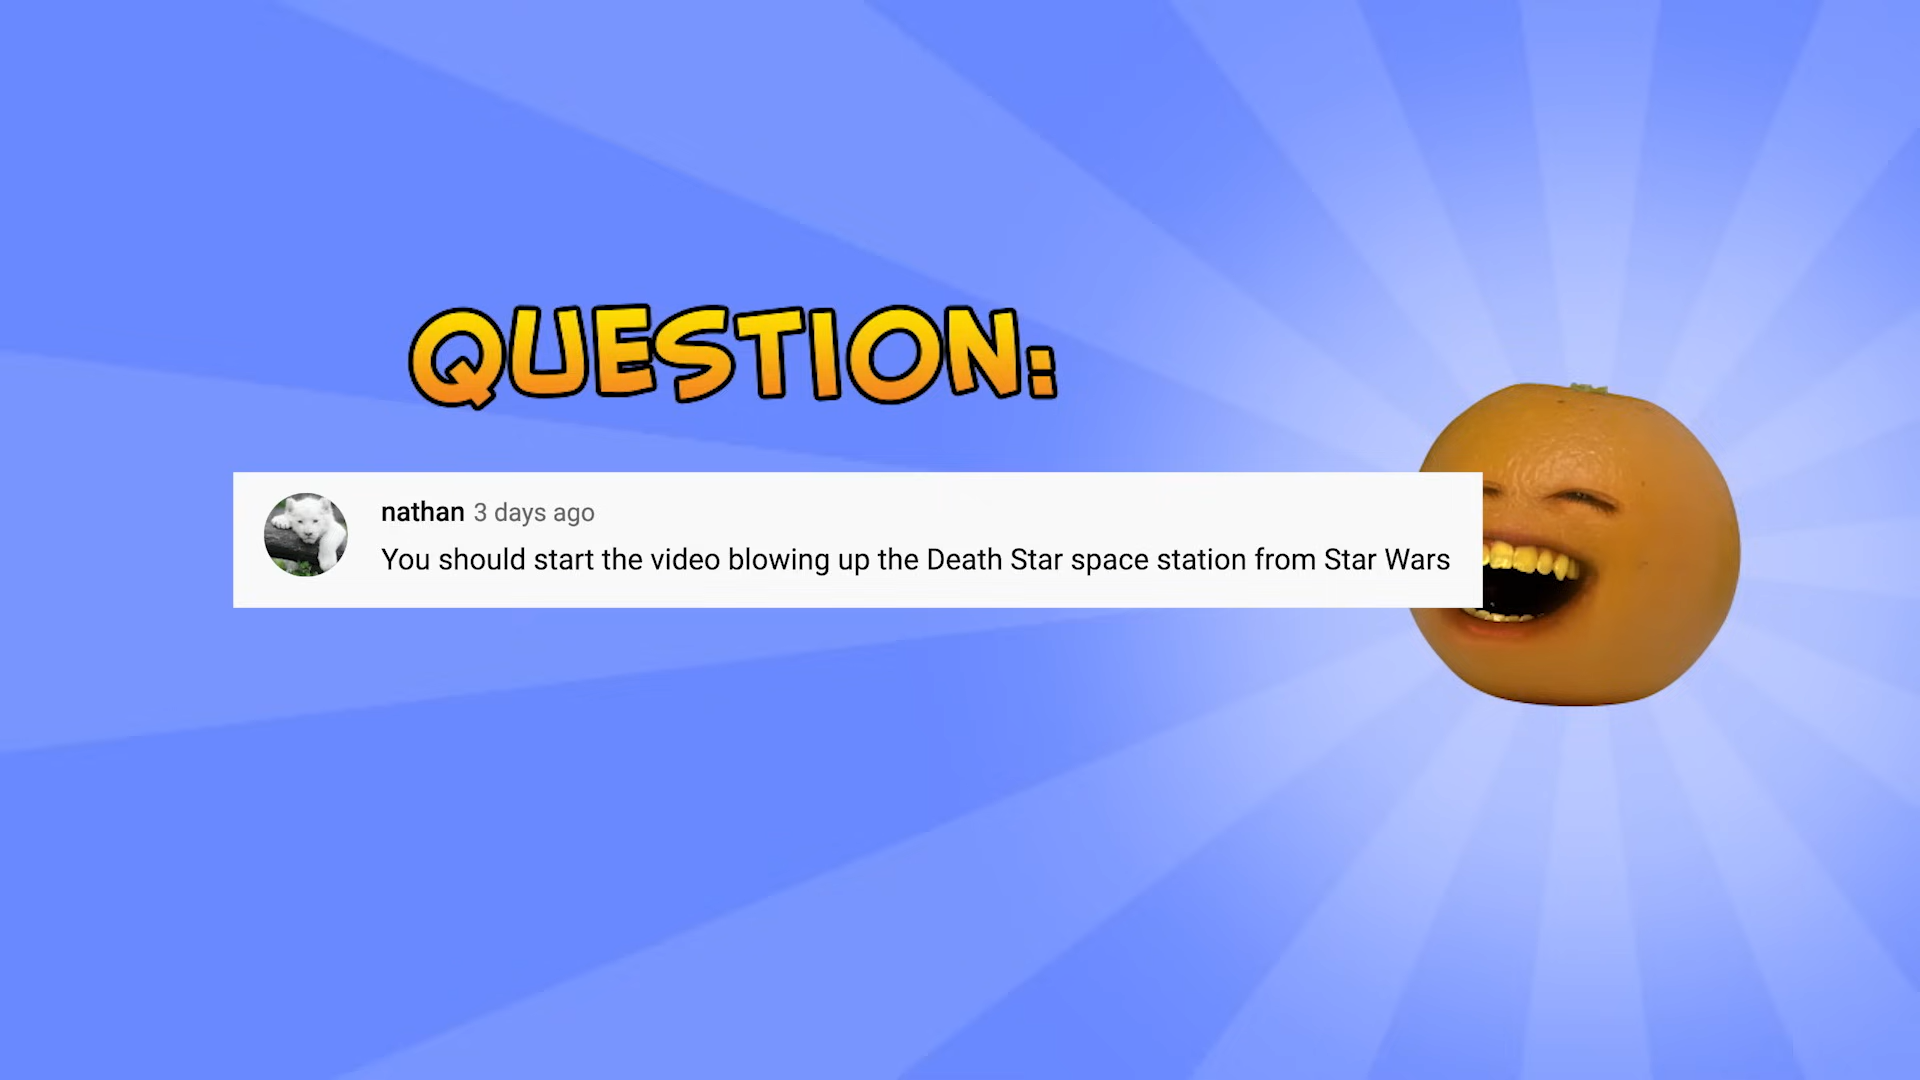 QUESTION:
nathan 3 days ago
You should start the video blowing up the Death Star space station from Star Wars